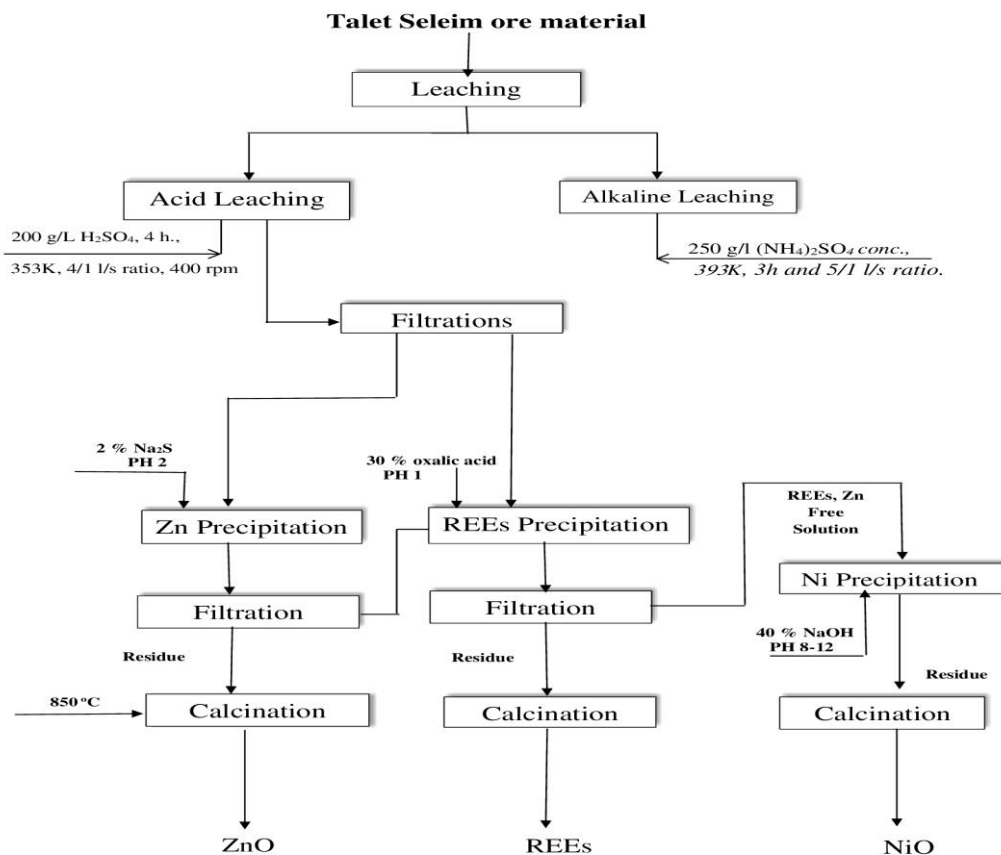 Talet Seleim ore material
Leaching
Acid Leaching
Alkaline Leaching
200 g/L H₂SO₄, 4 h.,
353K, 4/1 l/s ratio, 400 rpm
250 g/l (NH₄)₂SO₄ conc.,
393K, 3h and 5/1 l/s ratio.
Filtrations
2 % Na₂S
PH 2
30 % oxalic acid
PH 1
REEs, Zn
Free
Solution
Zn Precipitation
REEs Precipitation
Ni Precipitation
Filtration
Filtration
40 % NaOH
PH 8-12
Residue
Residue
Residue
850 ºC
Calcination
Calcination
Calcination
ZnO
REEs
NiO